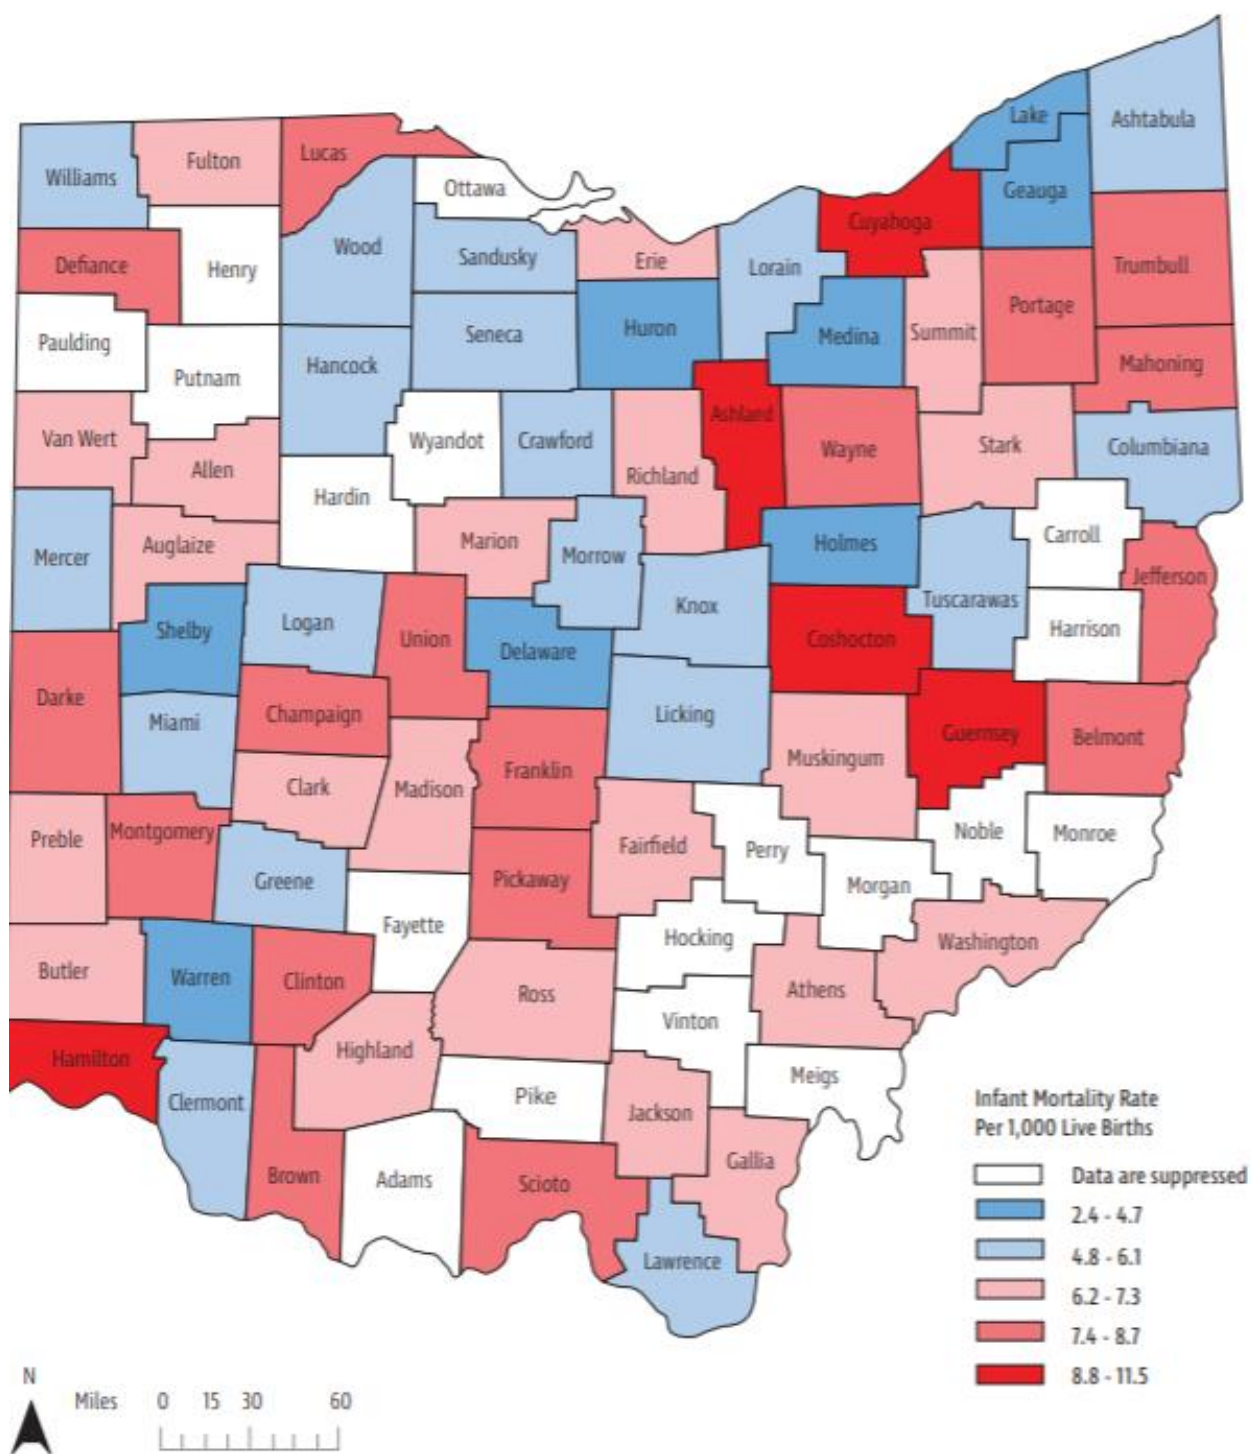 Lake
Ashtabula
Fulton
Lucas
Williams
Ottawa
Geauga
Cuyahoga
Wood
Sandusky
Defiance
Henry
Erie
Lorain
Trumbull
Portage
Huron
Seneca
Medina
Summit
Paulding
Hancock
Mahoning
Putnam
Ashland
Van Wert
Wyandot
Crawford
Wayne
Stark
Columbiana
Allen
Richland
Hardin
Carroll
Auglaize
Marion
Holmes
Mercer
Morrow
Jefferson
Tuscarawas
Knox
Logan
Shelby
Union
Harrison
Coshocton
Delaware
Darke
Champaign
Licking
Miami
Guernsey
Belmont
Muskingum
Franklin
Clark
Madison
Noble
Monroe
Montgomery
Preble
Fairfield
Perry
Greene
Pickaway
Morgan
Fayette
Hocking
Washington
Butler
Warren
Clinton
Ross
Athens
Vinton
Highland
Hamilton
Meigs
Clermont
Pike
Jackson
Gallia
Brown
Adams
Scioto
Lawrence
Infant Mortality Rate
Per 1,000 Live Births
Data are suppressed
2.4 - 4.7
4.8 - 6.1
6.2 - 7.3
7.4 - 8.7
8.8 - 11.5
N
Miles 0 15 30 60